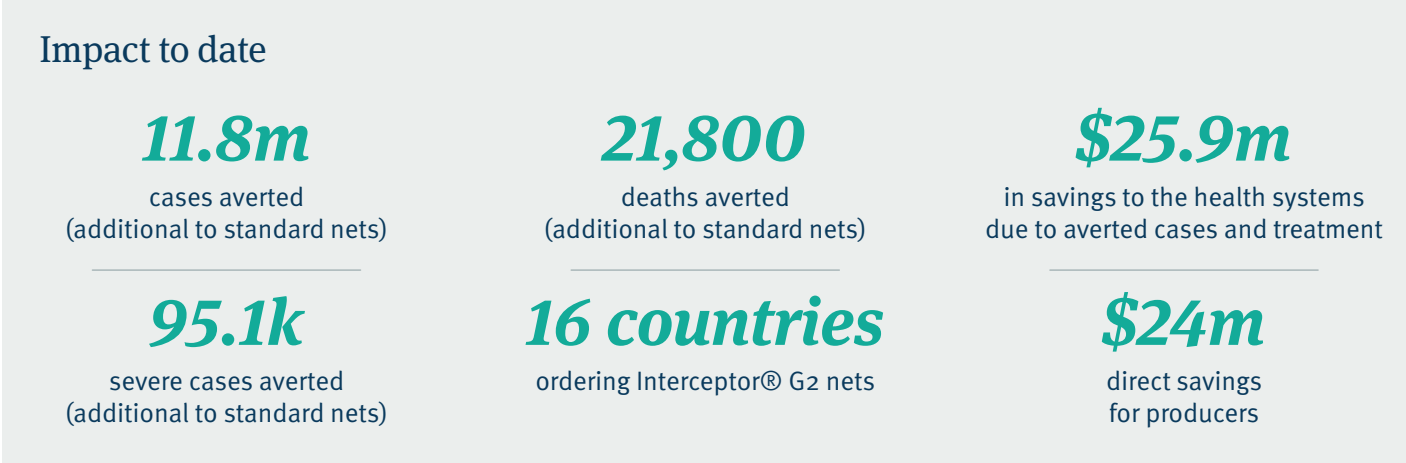 Impact to date
11.8m
cases averted
(additional to standard nets)
21,800
deaths averted
(additional to standard nets)
$25.9m
in savings to the health systems
due to averted cases and treatment
95.1k
severe cases averted
(additional to standard nets)
16 countries
ordering Interceptor® G2 nets
$24m
direct savings
for producers